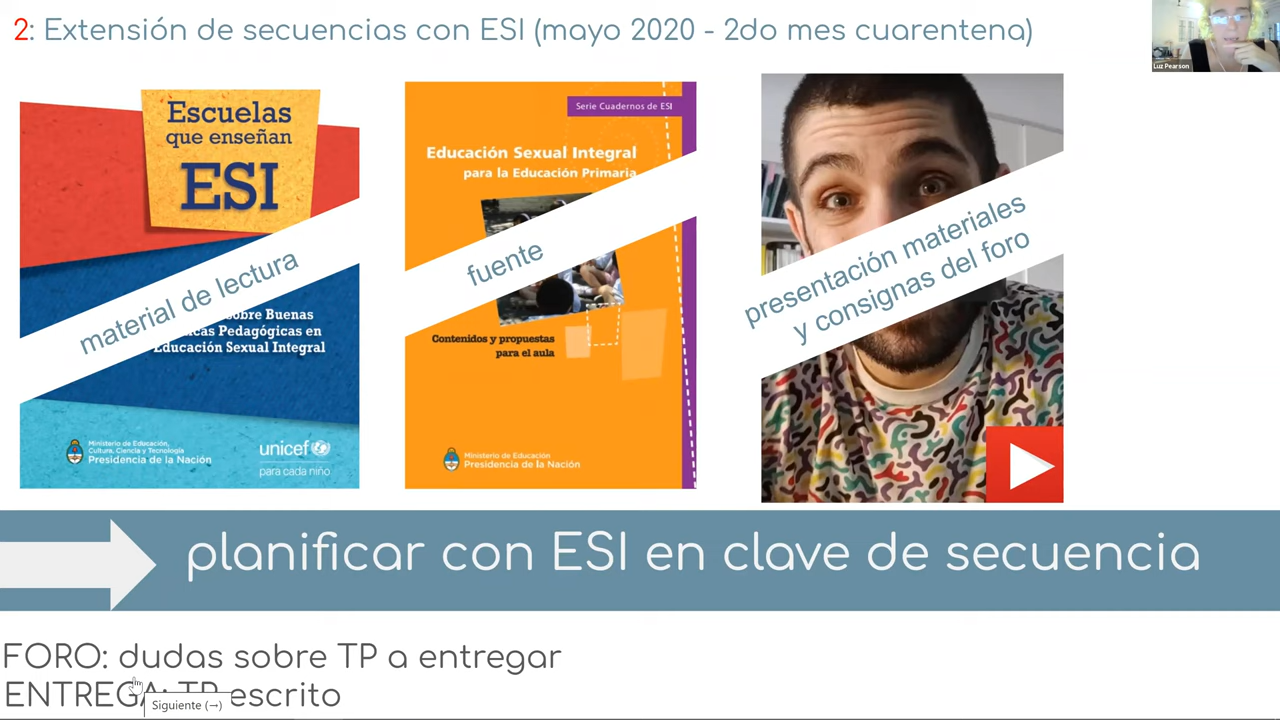 2: Extensión de secuencias con ESI (mayo 2020 - 2do mes cuarentena)
Luz Pearson
Escuelas
que enseñan
ESI
material de lectura
obre Buenas
icas Pedagógicas en
Educación Sexual Integral
Ministerio de Educación,
Cultura, Ciencia y Tecnología
Presidencia de la Nación
unicef
para cada niño
Serie Cuadernos de ESI
Educación Sexual Integral
para la Educación Primaria
fuente
Contenidos y propuestas
para el aula
Ministerio de Educación
Presidencia de la Nación
presentación materiales
y consignas del foro
planificar con ESI en clave de secuencia
FORO: dudas sobre TP a entregar
ENTREGA: TP escrito
Siguiente (→)